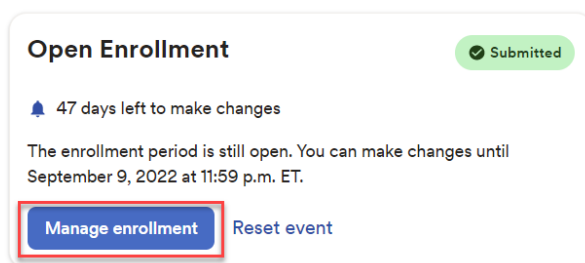 Open Enrollment
Submitted
47 days left to make changes
The enrollment period is still open. You can make changes until
September 9, 2022 at 11:59 p.m. ET.
Manage enrollment Reset event